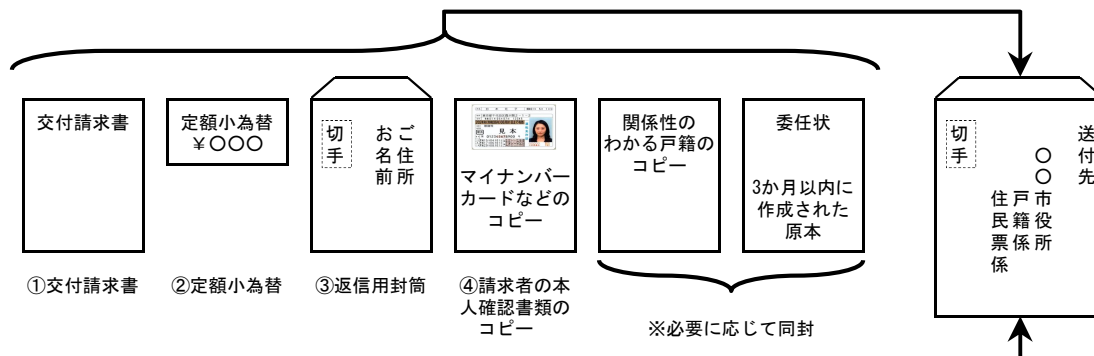 交付請求書
定額小為替
￥〇〇〇
切手
ご住所
お名前
見本
マイナンバー
カードなどの
コピー
関係性の
わかる戸籍の
コピー
委任状
3か月以内に
作成された
原本
切手
送付先
〇〇市役所
戸籍係
住民票係
①交付請求書
②定額小為替
③返信用封筒
④請求者の本
人確認書類の
コピー
※必要に応じて同封